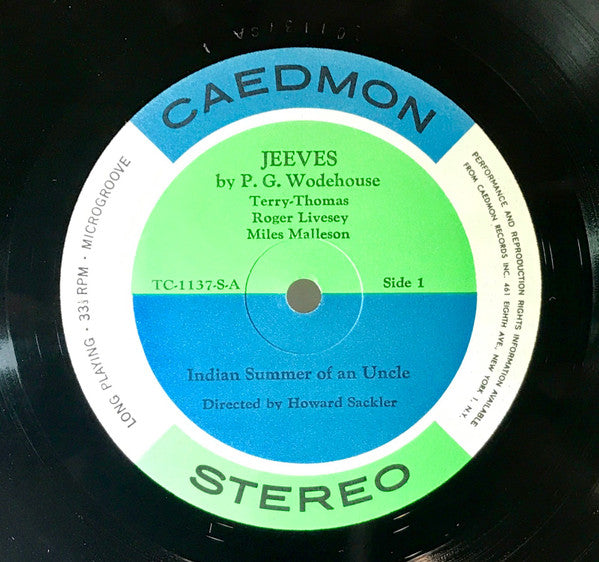 CAEDMON
JEEVES
by P. G. Wodehouse
Terry-Thomas
Roger Livesey
Miles Malleson
TC-1137-S-A
Side 1
Indian Summer of an Uncle
Directed by Howard Sackler
STEREO
LONG PLAYING · 33⅓ RPM · MICROGROOVE
PERFORMANCE AND REPRODUCTION RIGHTS INFORMATION AVAILABLE
FROM CAEDMON RECORDS INC. 461 EIGHTH AVE., NEW YORK 1, N.Y.